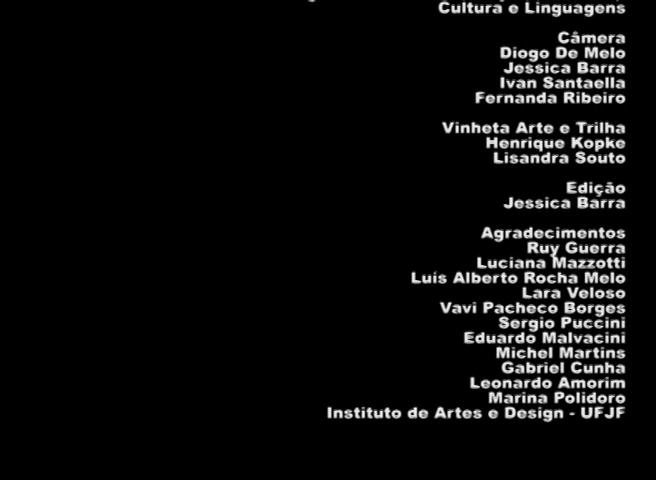 Cultura e Linguagens
Câmera
Diogo De Melo
Jessica Barra
Ivan Santaella
Fernanda Ribeiro
Vinheta Arte e Trilha
Henrique Kopke
Lisandra Souto
Edição
Jessica Barra
Agradecimentos
Ruy Guerra
Luciana Mazzotti
Luís Alberto Rocha Melo
Lara Veloso
Vavi Pacheco Borges
Sergio Puccini
Eduardo Malvacini
Michel Martins
Gabriel Cunha
Leonardo Amorim
Marina Polidoro
Instituto de Artes e Design - UFJF